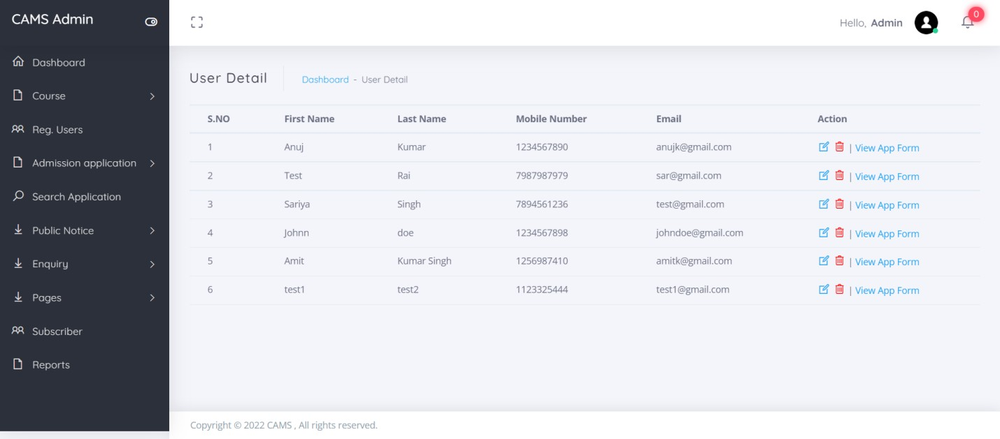 CAMS Admin
Hello, Admin
0
Dashboard
Course
Reg. Users
Admission application
Search Application
Public Notice
Enquiry
Pages
Subscriber
Reports
User Detail
Dashboard - User Detail
S.NO First Name Last Name Mobile Number Email Action
1 Anuj Kumar 1234567890 anujk@gmail.com | View App Form
2 Test Rai 7987987979 sar@gmail.com | View App Form
3 Sariya Singh 7894561236 test@gmail.com | View App Form
4 Johnn doe 1234567898 johndoe@gmail.com | View App Form
5 Amit Kumar Singh 1256987410 amitk@gmail.com | View App Form
6 test1 test2 1123325444 test1@gmail.com | View App Form
Copyright © 2022 CAMS , All rights reserved.